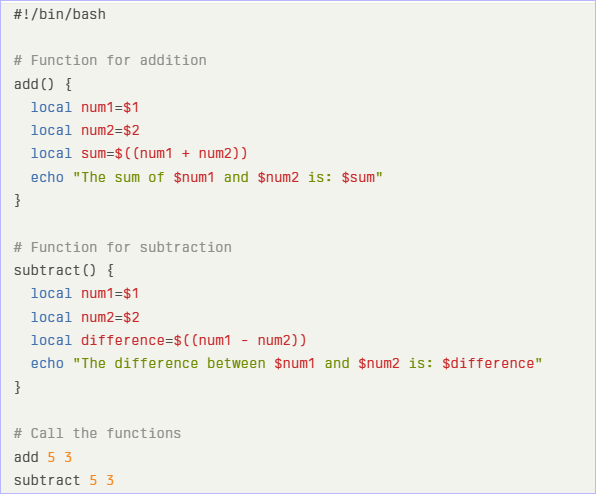 #!/bin/bash

# Function for addition
add() {
  local num1=$1
  local num2=$2
  local sum=$((num1 + num2))
  echo "The sum of $num1 and $num2 is: $sum"
}

# Function for subtraction
subtract() {
  local num1=$1
  local num2=$2
  local difference=$((num1 - num2))
  echo "The difference between $num1 and $num2 is: $difference"
}

# Call the functions
add 5 3
subtract 5 3